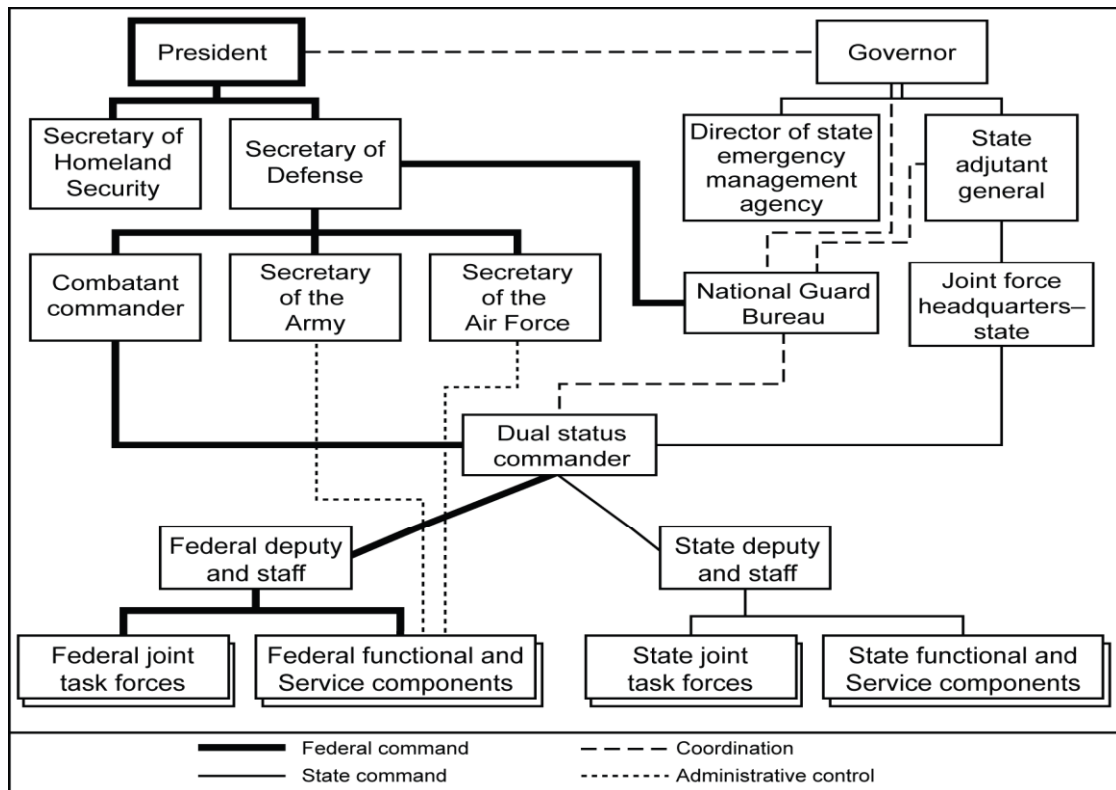 President
Governor
Secretary of
Homeland
Security
Secretary of
Defense
Director of state
emergency
management
agency
State
adjutant
general
Combatant
commander
Secretary
of the
Army
Secretary
of the
Air Force
National Guard
Bureau
Joint force
headquarters–
state
Dual status
commander
Federal deputy
and staff
State deputy
and staff
Federal joint
task forces
Federal functional and
Service components
State joint
task forces
State functional and
Service components
Federal command
Coordination
State command
Administrative control